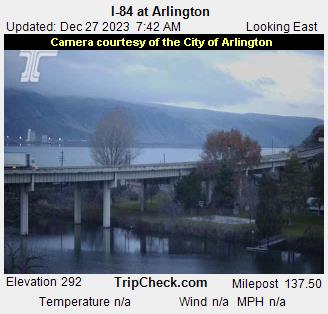 I-84 at Arlington
Updated: Dec 27 2023 7:42 AM Looking East
Camera courtesy of the City of Arlington
Elevation 292 TripCheck.com Milepost 137.50
Temperature n/a Wind n/a MPH n/a